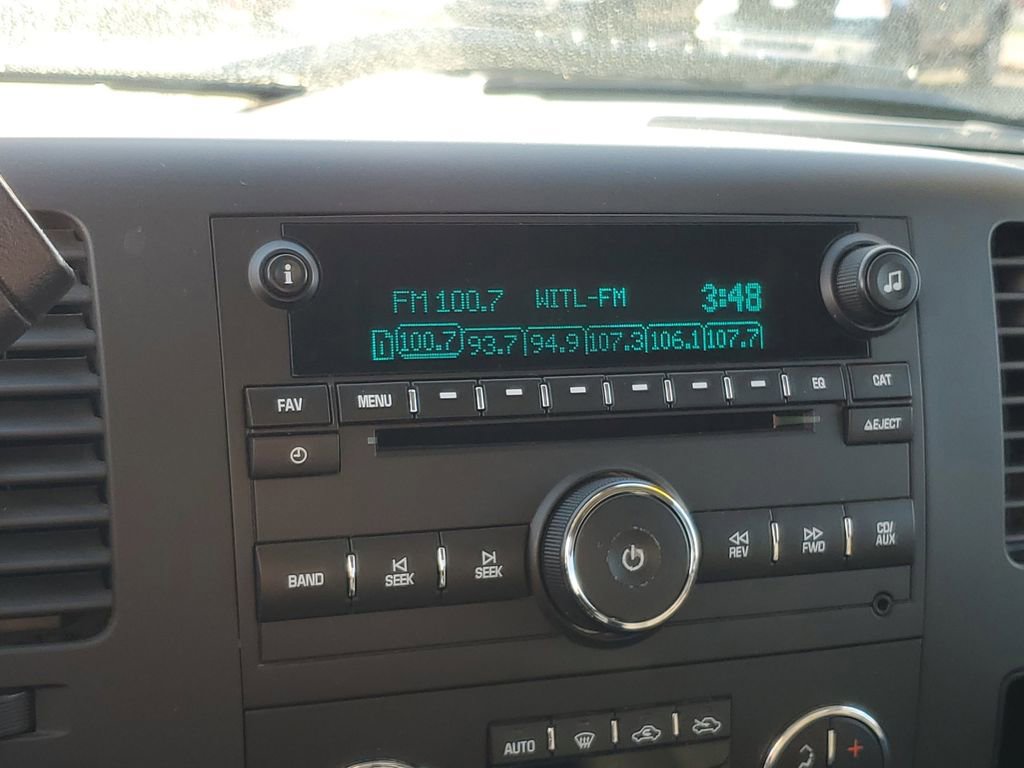 i
FM 100.7 WITL-FM 3:48
1 100.7 93.7 94.9 107.3 106.1 107.7
FAV MENU EQ CAT
EJECT
BAND SEEK SEEK REV FWD CD/AUX
AUTO